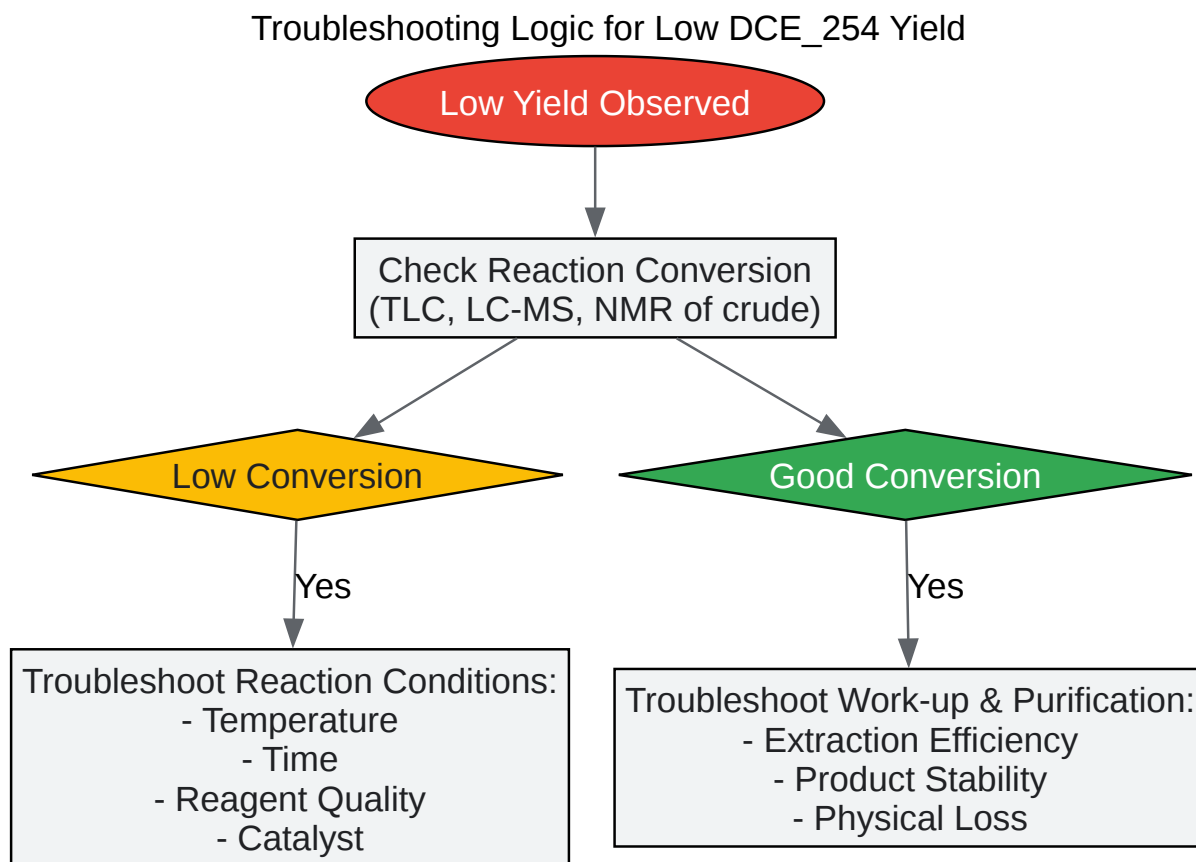 Troubleshooting Logic for Low DCE_254 Yield
Low Yield Observed
Check Reaction Conversion
(TLC, LC-MS, NMR of crude)
Low Conversion
Good Conversion
Yes
Yes
Troubleshoot Reaction Conditions:
- Temperature
- Time
- Reagent Quality
- Catalyst
Troubleshoot Work-up & Purification:
- Extraction Efficiency
- Product Stability
- Physical Loss